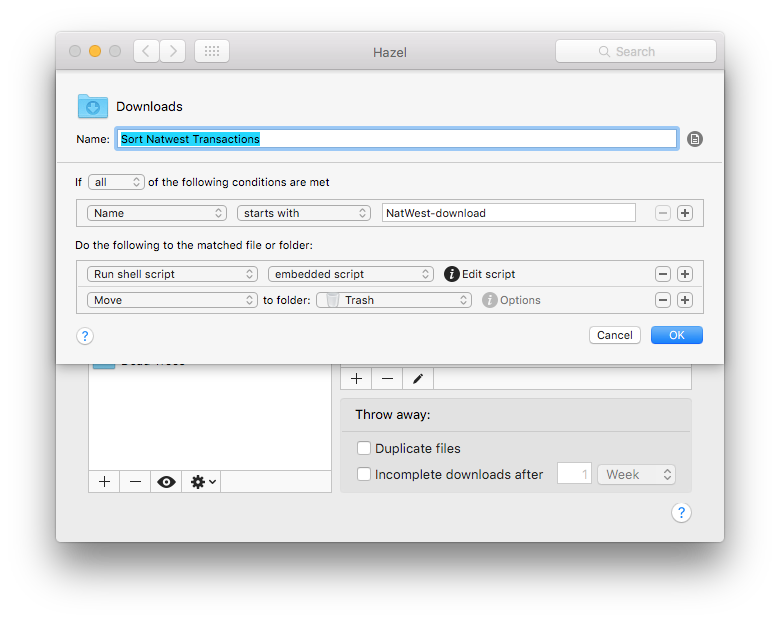 Hazel
Search
Downloads
Name: Sort Natwest Transactions
If all of the following conditions are met
Name starts with NatWest-download
Do the following to the matched file or folder:
Run shell script embedded script i Edit script
Move to folder: Trash i Options
? Cancel OK
Throw away:
Duplicate files
Incomplete downloads after 1 Week
?